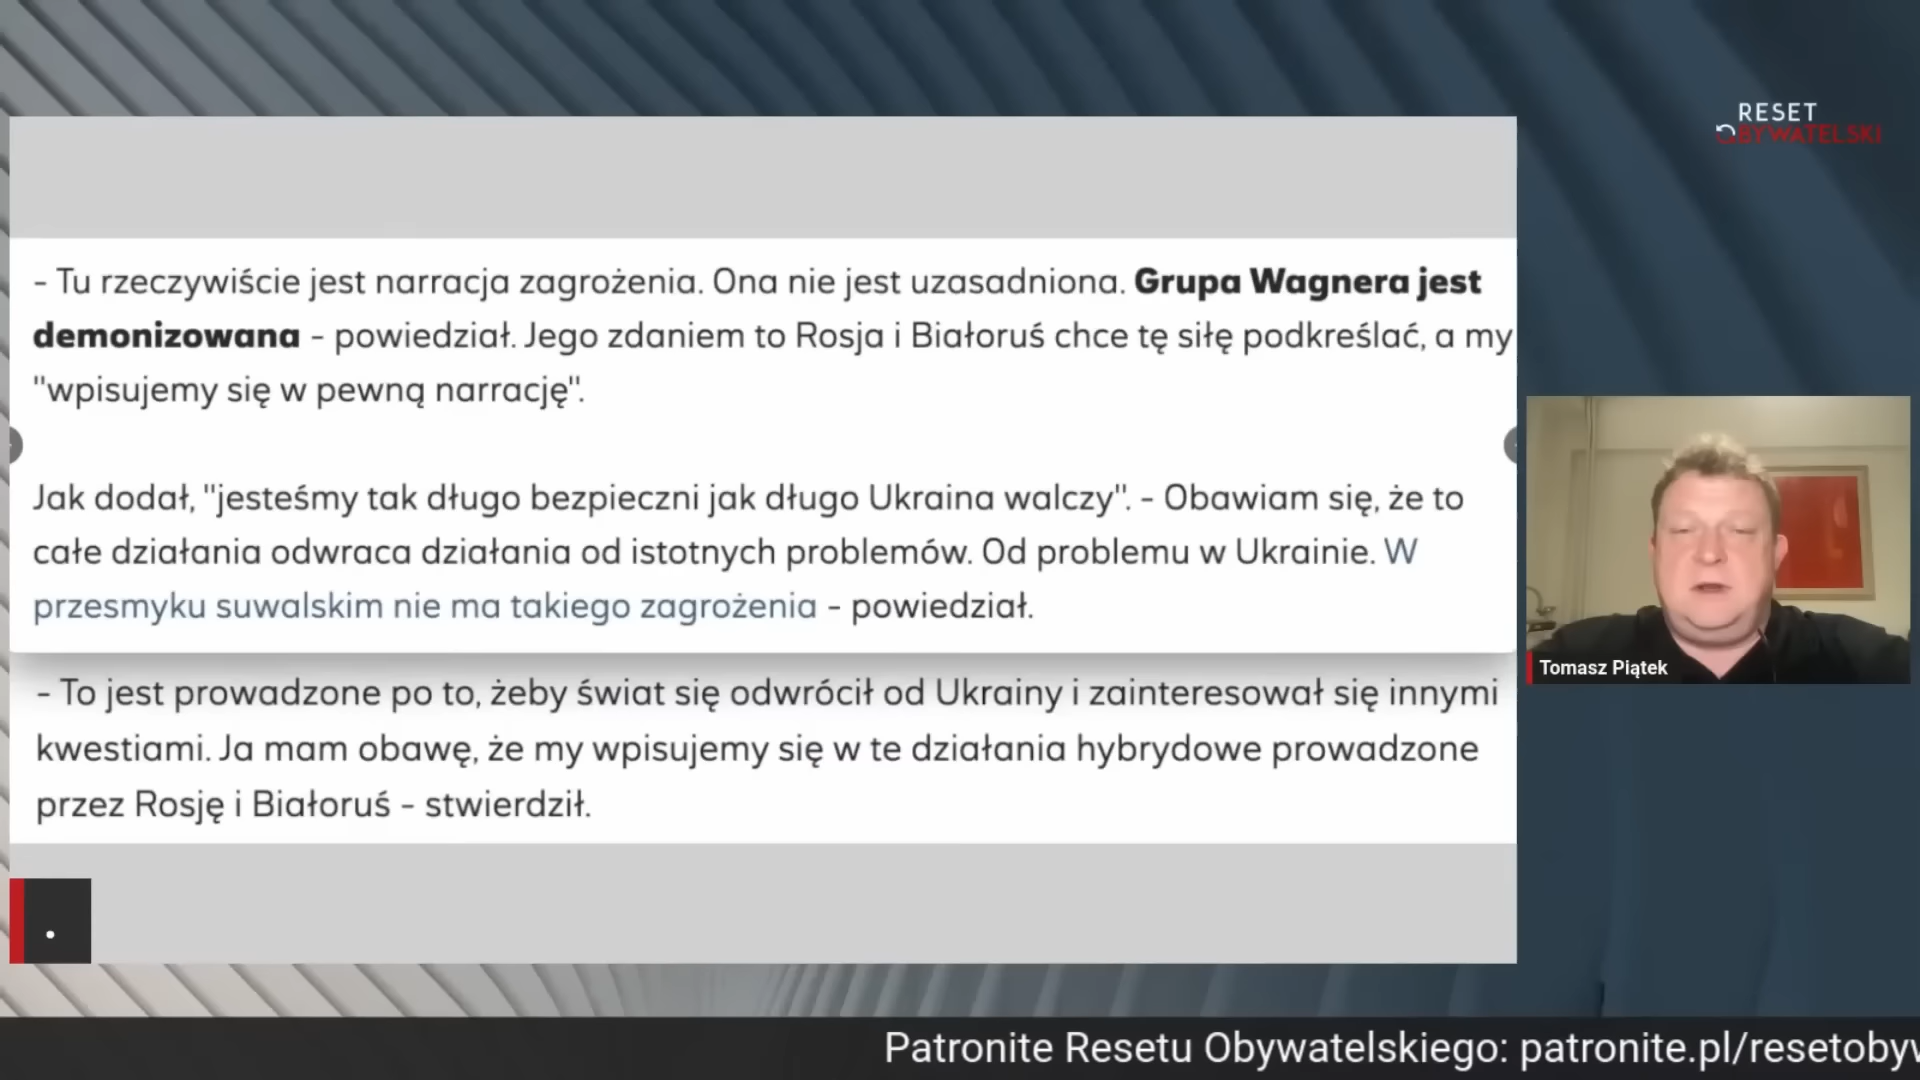 RESET
OBYWATELSKI
- Tu rzeczywiście jest narracja zagrożenia. Ona nie jest uzasadniona. Grupa Wagnera jest
demonizowana - powiedział. Jego zdaniem to Rosja i Białoruś chce tę siłę podkreślać, a my
"wpisujemy się w pewną narrację".
Jak dodał, "jesteśmy tak długo bezpieczni jak długo Ukraina walczy". - Obawiam się, że to
całe działania odwraca działania od istotnych problemów. Od problemu w Ukrainie. W
przesmyku suwalskim nie ma takiego zagrożenia - powiedział.
- To jest prowadzone po to, żeby świat się odwrócił od Ukrainy i zainteresował się innymi
kwestiami. Ja mam obawę, że my wpisujemy się w te działania hybrydowe prowadzone
przez Rosję i Białoruś - stwierdził.
Tomasz Piątek
.
Patronite Resetu Obywatelskiego: patronite.pl/resetobyw